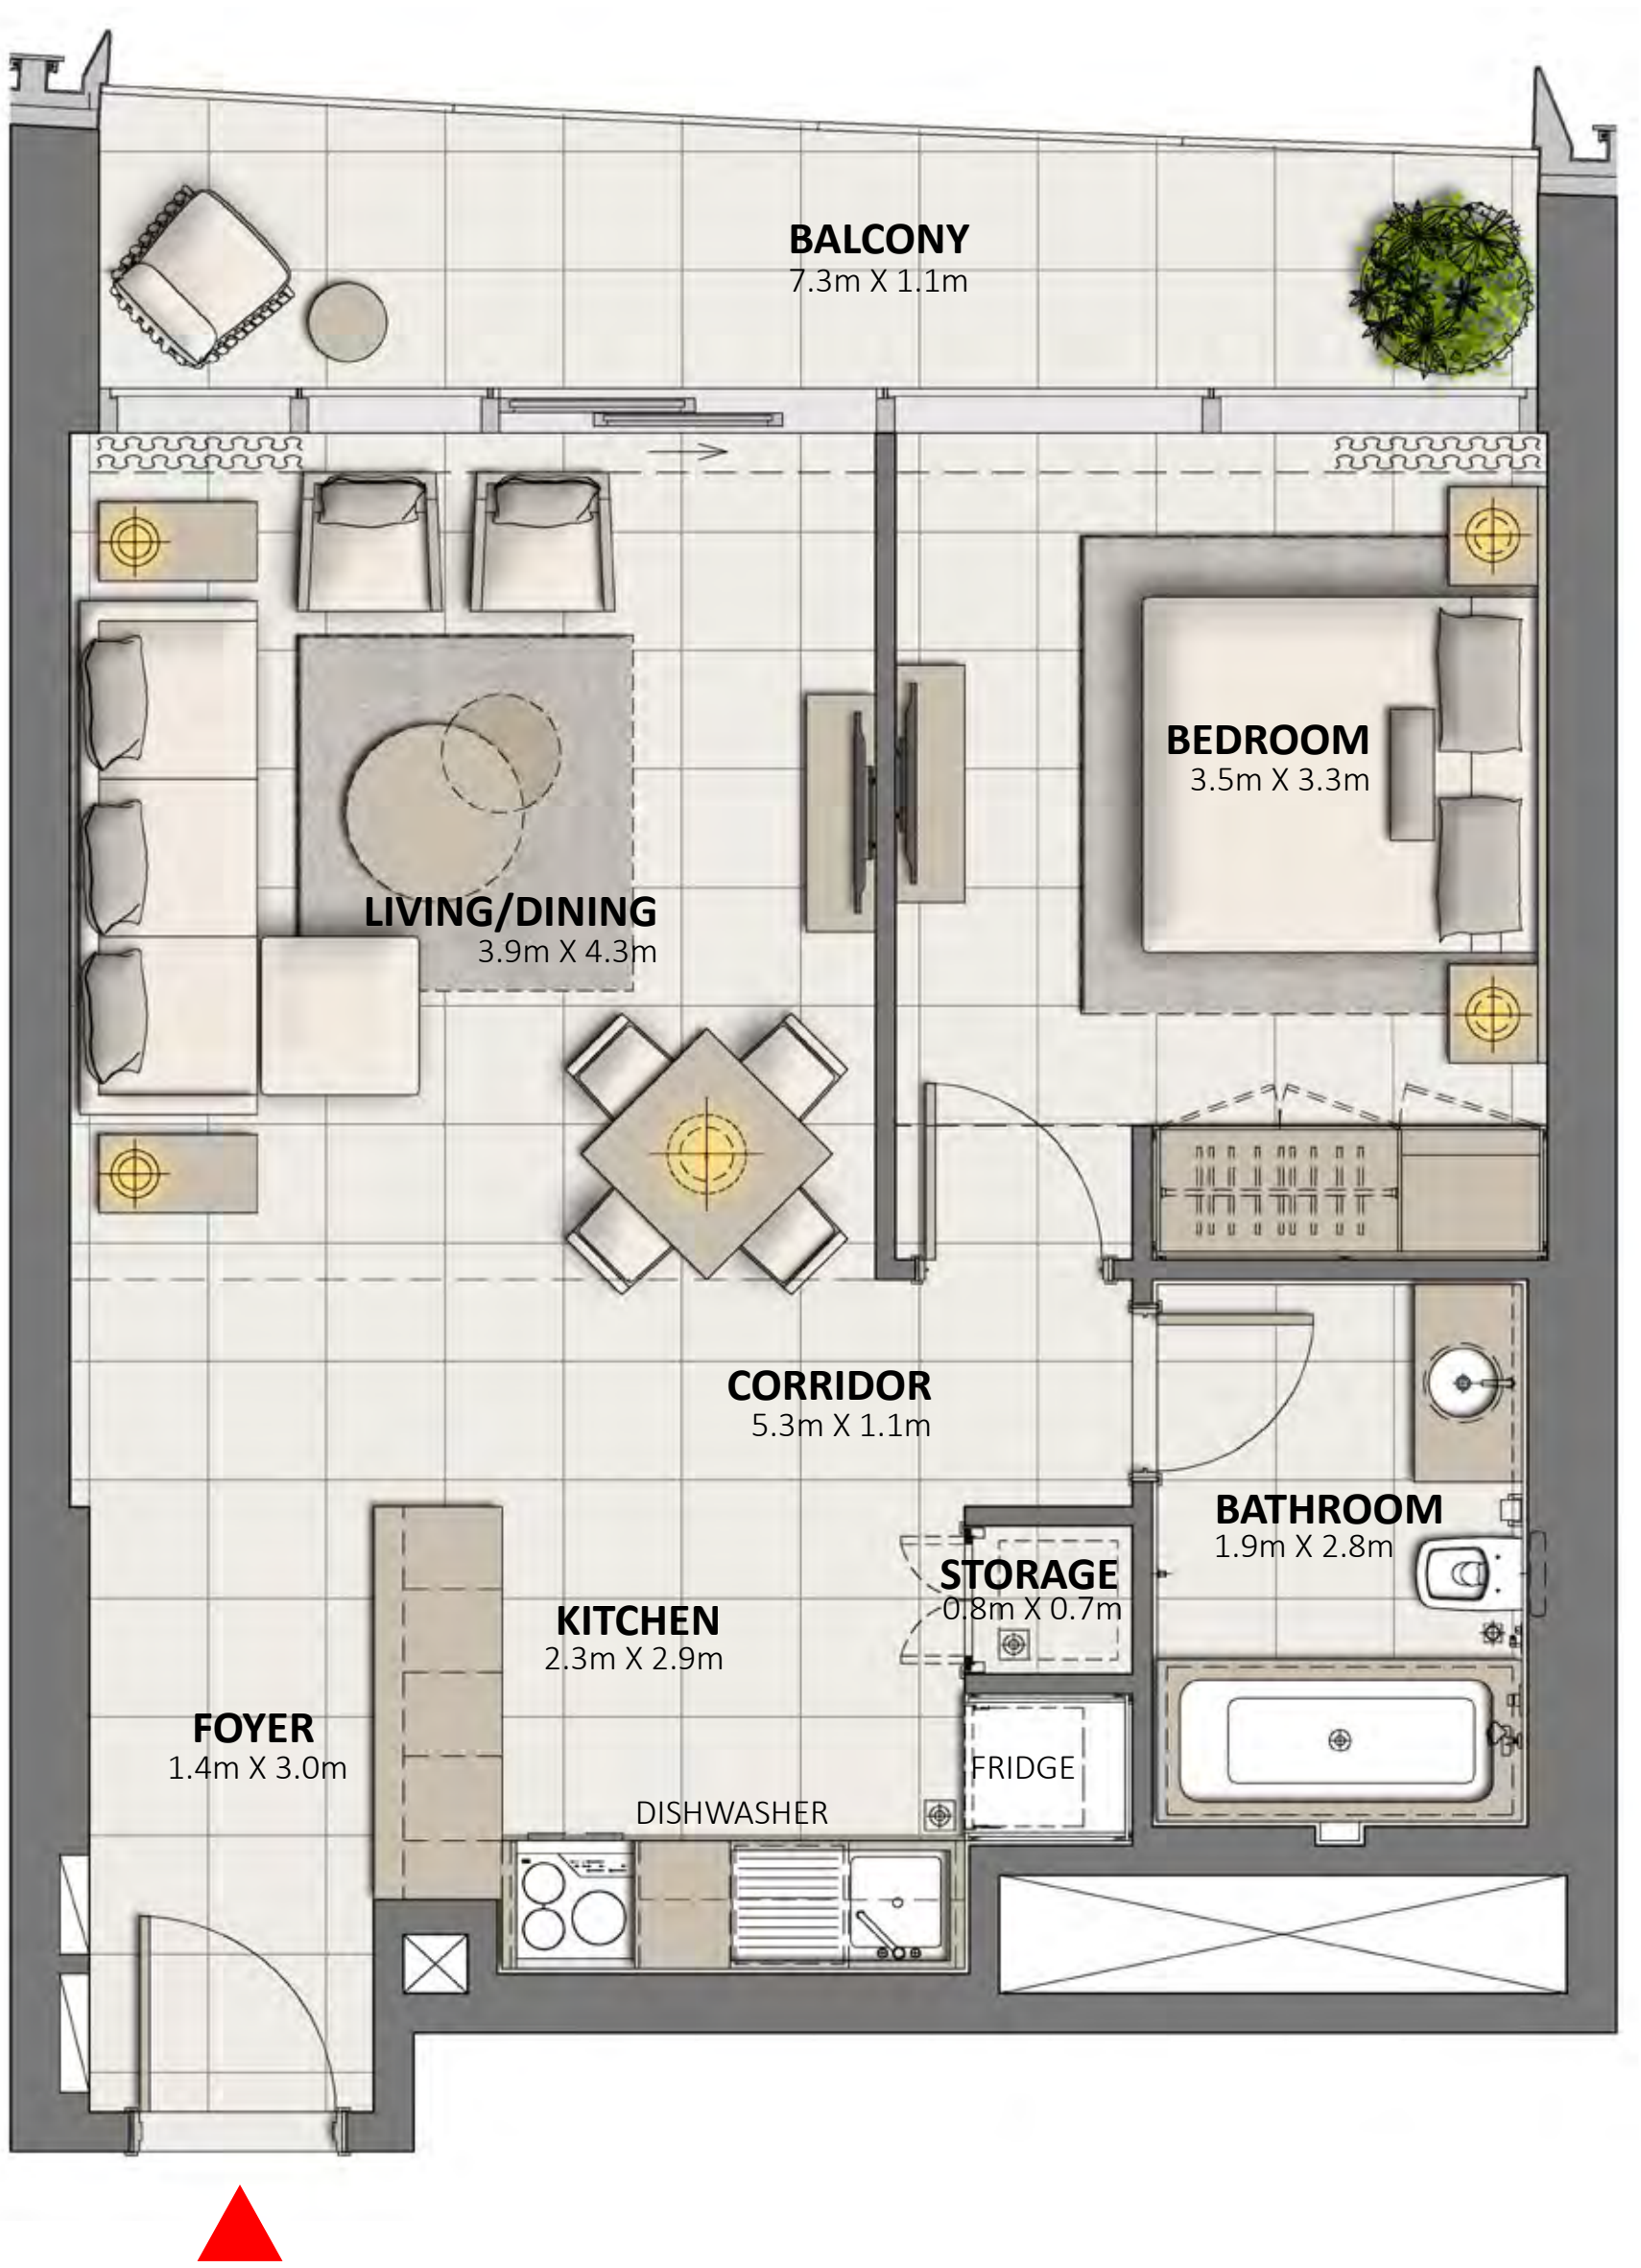 BALCONY
7.3m X 1.1m
BEDROOM
3.5m X 3.3m
LIVING/DINING
3.9m X 4.3m
CORRIDOR
5.3m X 1.1m
BATHROOM
1.9m X 2.8m
STORAGE
0.8m X 0.7m
KITCHEN
2.3m X 2.9m
FOYER
1.4m X 3.0m
FRIDGE
DISHWASHER